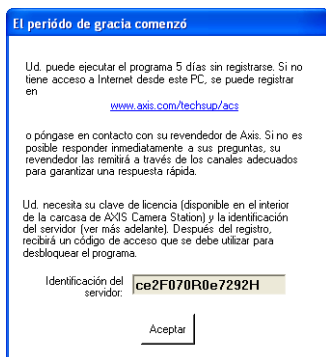 El periódo de gracia comenzó
Ud. puede ejecutar el programa 5 días sin registrarse. Si no
tiene acceso a Internet desde este PC, se puede registrar
en
www.axis.com/techsup/acs
o póngase en contacto con su revendedor de Axis. Si no es
posible responder inmediatamente a sus preguntas, su
revendedor las remitirá a través de los canales adecuados
para garantizar una respuesta rápida.
Ud. necesita su clave de licencia (disponible en el interior
de la carcasa de AXIS Camera Station) y la identificación
del servidor (ver más adelante). Después del registro,
recibirá un código de acceso que se debe utilizar para
desbloquear el programa.
Identificación del
servidor:
ce2F070R0e7292H
Aceptar